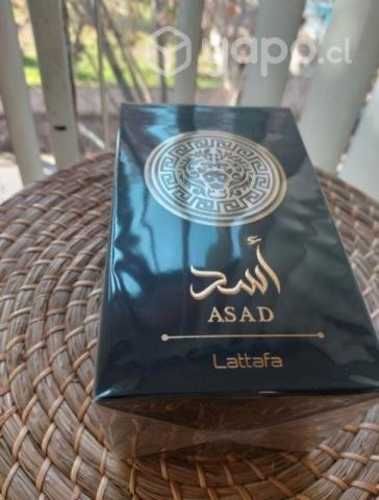 yapo.cl
أسد
ASAD
Lattafa